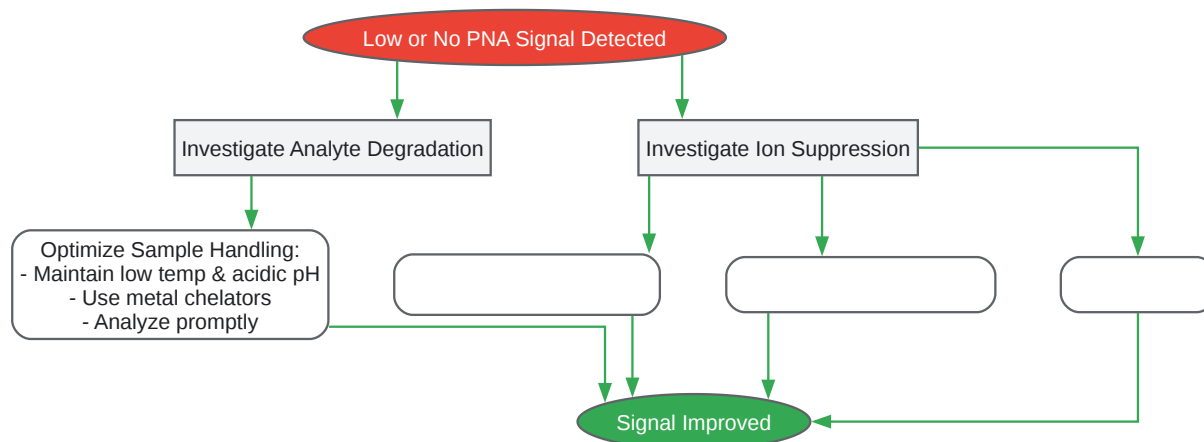 Low or No PNA Signal Detected
Investigate Analyte Degradation
Investigate Ion Suppression
Optimize Sample Handling:
- Maintain low temp & acidic pH
- Use metal chelators
- Analyze promptly
Signal Improved